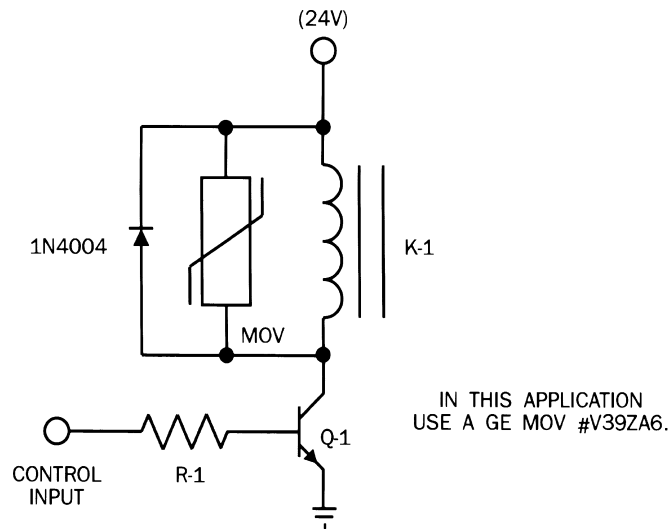 (24V)
1N4004
K-1
MOV
IN THIS APPLICATION
USE A GE MOV #V39ZA6.
Q-1
R-1
CONTROL
INPUT